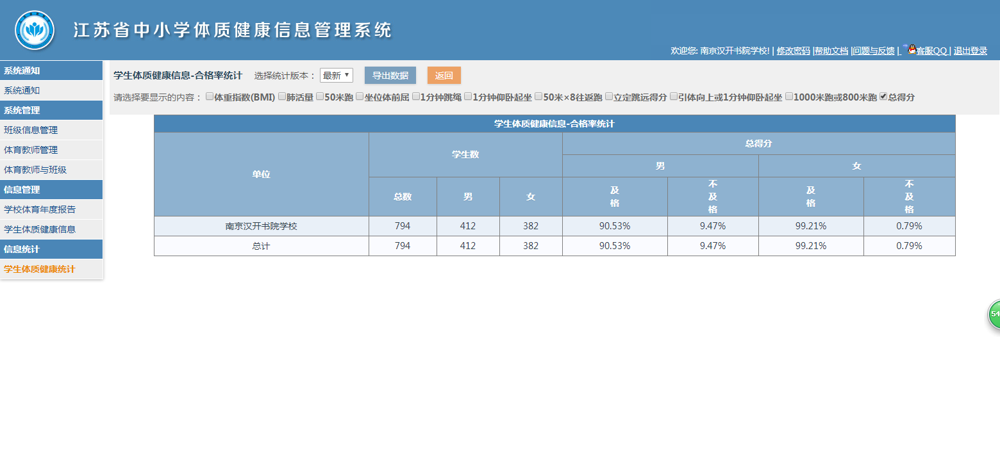 江苏省中小学体质健康信息管理系统
欢迎您: 南京汉开书院学校! | 修改密码 |帮助文档 |问题与反馈 | 客服QQ | 退出登录
系统通知
系统通知
系统管理
班级信息管理
体育教师管理
体育教师与班级
信息管理
学校体育年度报告
学生体质健康信息
信息统计
学生体质健康统计
学生体质健康信息-合格率统计 选择统计版本： 最新 导出数据 返回
请选择要显示的内容： 体重指数(BMI) 肺活量 50米跑 坐位体前屈 1分钟跳绳 1分钟仰卧起坐 50米×8往返跑 立定跳远得分 引体向上或1分钟仰卧起坐 1000米跑或800米跑 总得分
学生体质健康信息-合格率统计
单位 学生数 总得分
男 女
总数 男 女 及格 不及格 及格 不及格
南京汉开书院学校 794 412 382 90.53% 9.47% 99.21% 0.79%
总计 794 412 382 90.53% 9.47% 99.21% 0.79%
54